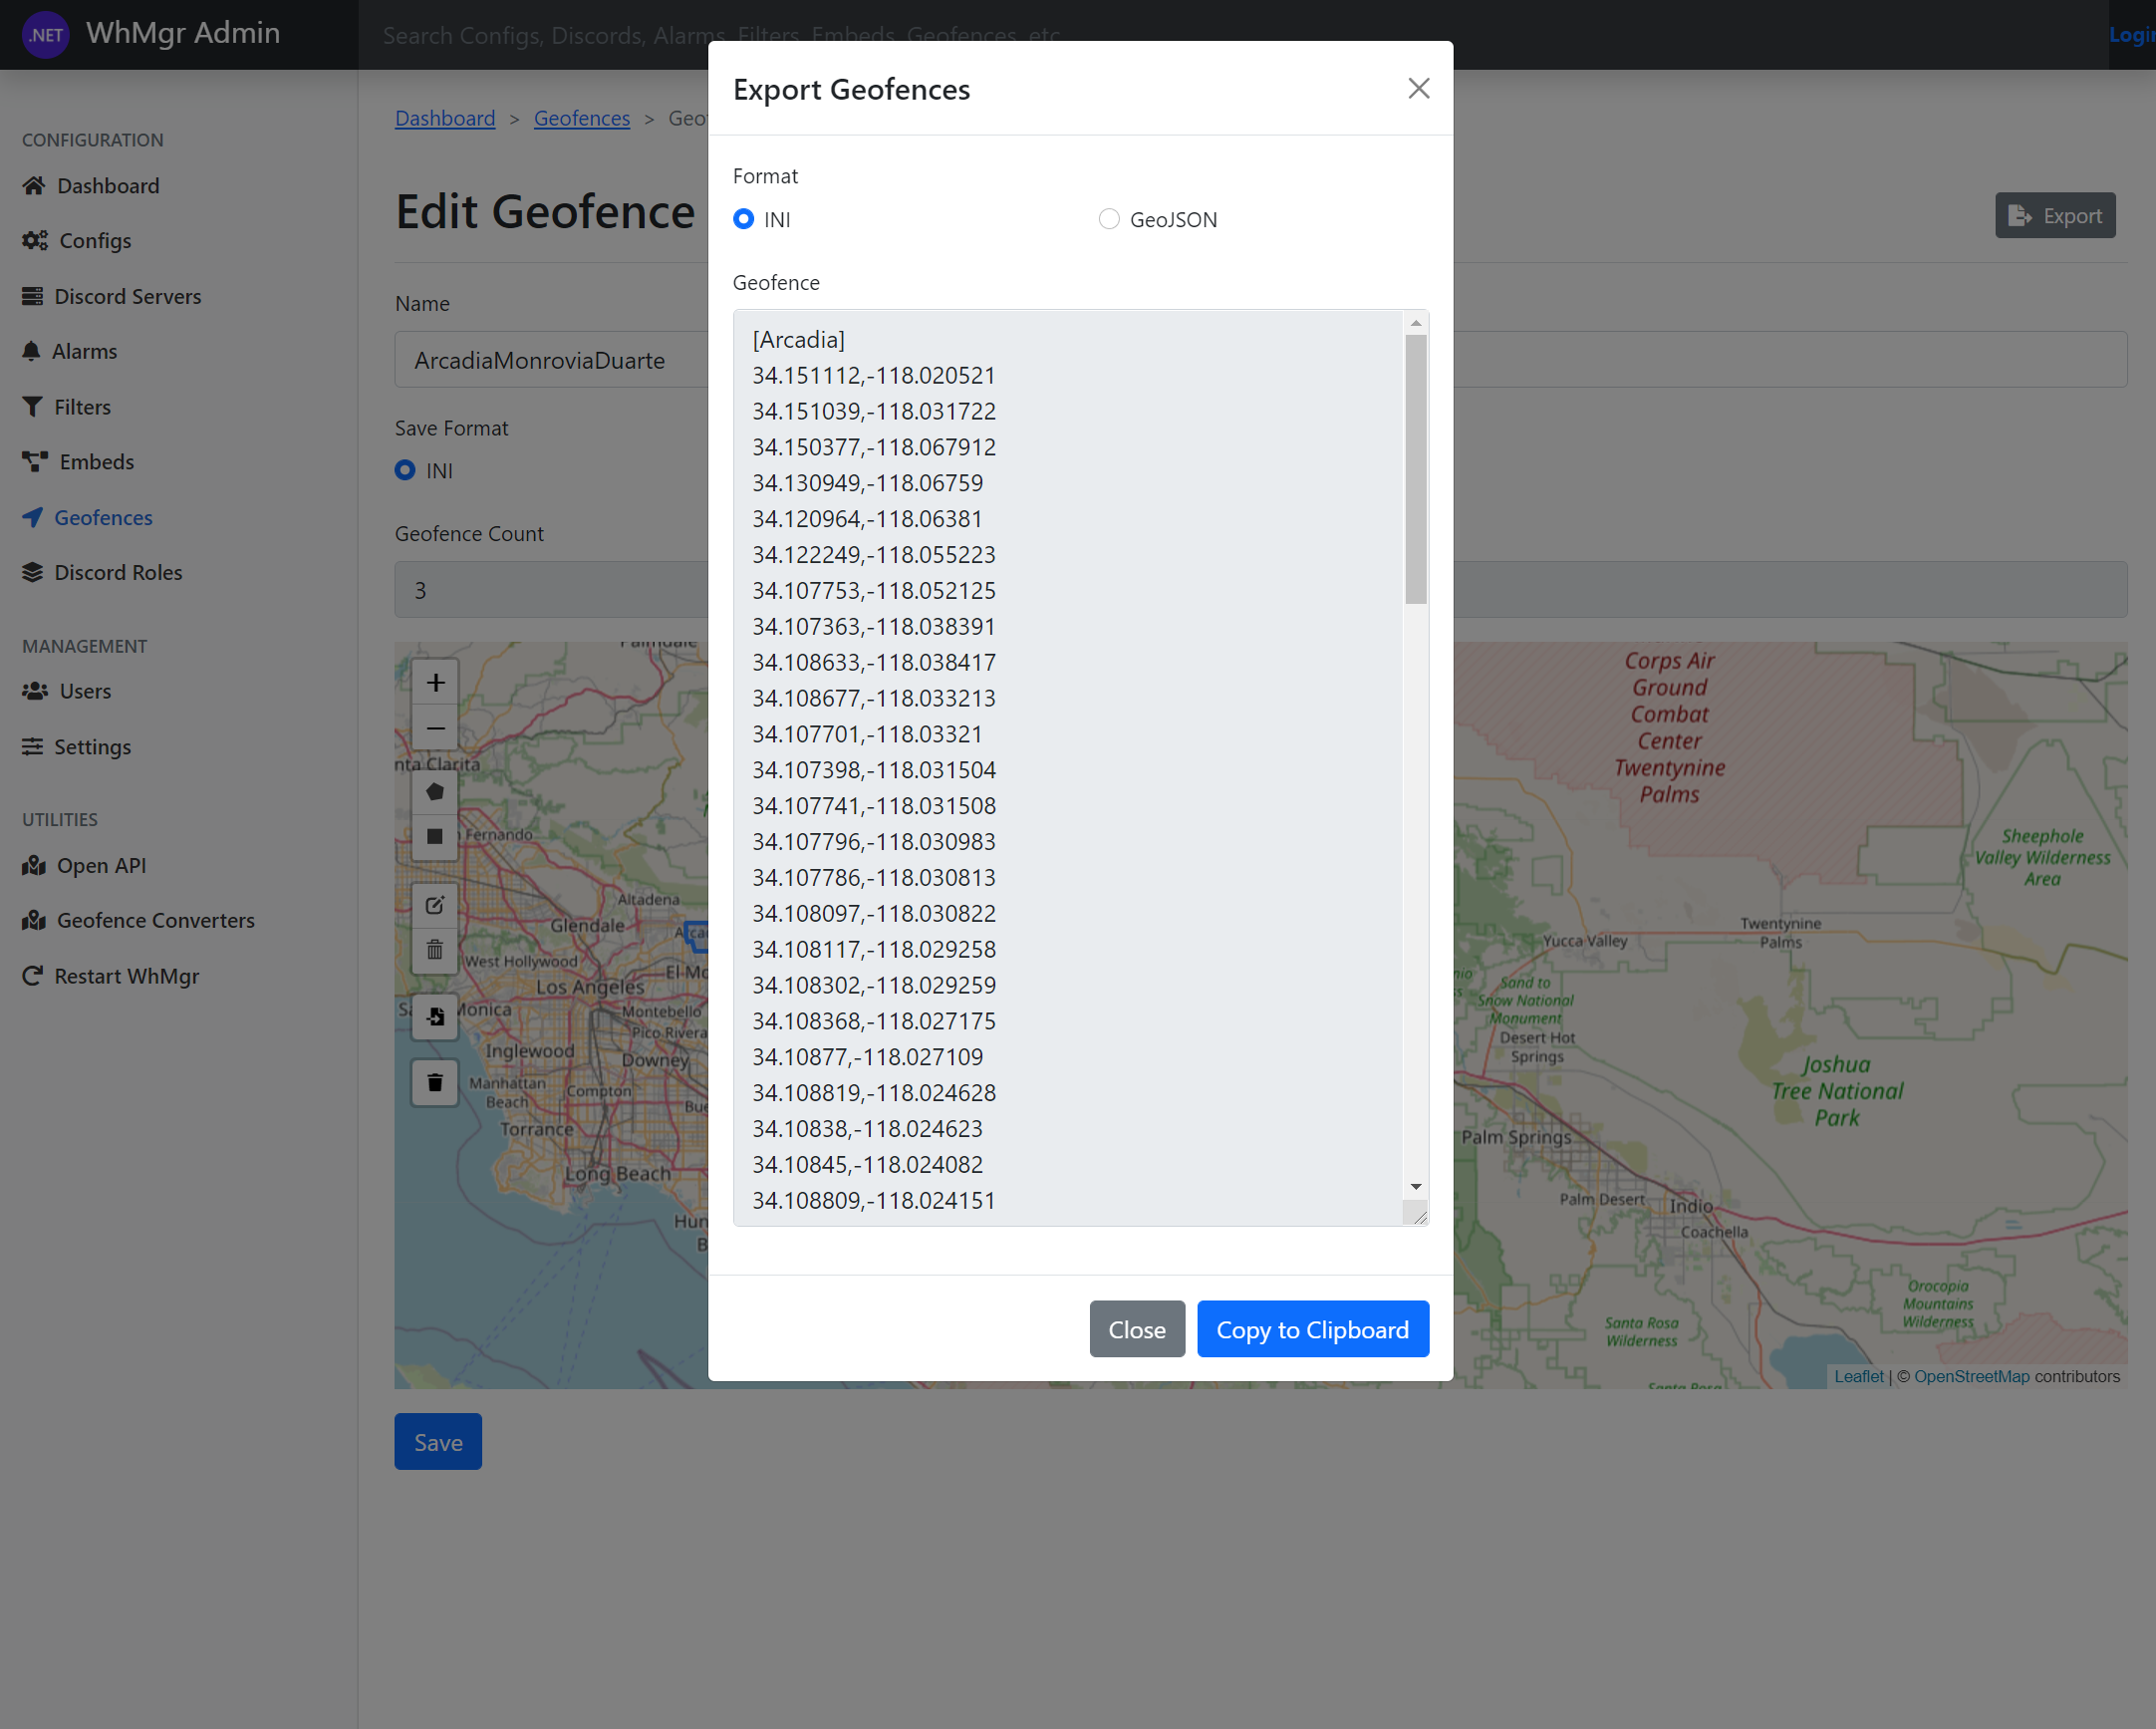 .NET WhMgr Admin
Search Configs, Discords, Alarms, Filters, Embeds, Geofences, etc
Login
CONFIGURATION
Dashboard
Configs
Discord Servers
Alarms
Filters
Embeds
Geofences
Discord Roles
MANAGEMENT
Users
Settings
UTILITIES
Open API
Geofence Converters
Restart WhMgr
Dashboard > Geofences > Geo
Edit Geofence
Export
Name
ArcadiaMonroviaDuarte
Save Format
INI
Geofence Count
3
Export Geofences
Format
INI
GeoJSON
Geofence
[Arcadia]
34.151112,-118.020521
34.151039,-118.031722
34.150377,-118.067912
34.130949,-118.06759
34.120964,-118.06381
34.122249,-118.055223
34.107753,-118.052125
34.107363,-118.038391
34.108633,-118.038417
34.108677,-118.033213
34.107701,-118.03321
34.107398,-118.031504
34.107741,-118.031508
34.107796,-118.030983
34.107786,-118.030813
34.108097,-118.030822
34.108117,-118.029258
34.108302,-118.029259
34.108368,-118.027175
34.10877,-118.027109
34.108819,-118.024628
34.10838,-118.024623
34.10845,-118.024082
34.108809,-118.024151
Close
Copy to Clipboard
Palmdale
nta Clarita
Fernando
Altadena
Glendale
Arca
West Hollywood
El Mo
Los Angeles
Sa
Monica
Montebello
Pico Rivera
Inglewood
Downey
Manhattan
Beach
Compton
Bue
Torrance
Long Beach
Hun
B
Corps Air
Ground
Combat
Center
Twentynine
Palms
Sheephole
Valley Wilderness
Area
Twentynine
Palms
Yucca Valley
Sand to
Snow National
Monument
Desert Hot
Springs
Joshua
Tree National
Park
Palm Springs
Palm Desert
Indio
Coachella
Orocopia
Mountains
Wilderness
Santa Rosa
Wilderness
Santa Rosa
Leaflet | © OpenStreetMap contributors
Save